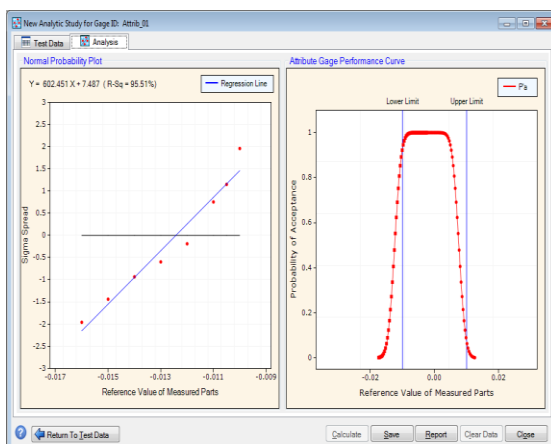 New Analytic Study for Gage ID: Attrib_01
Test Data
Analysis
Normal Probability Plot
Y = 602.451 X + 7.487 ( R-Sq = 95.51%)
Regression Line
3
2.5
2
1.5
1
0.5
0
-0.5
-1
-1.5
-2
-2.5
-3
Sigma Spread
-0.017
-0.015
-0.013
-0.011
-0.009
Reference Value of Measured Parts
Attribute Gage Performance Curve
P'a
Lower Limit
Upper Limit
1
0.8
0.6
0.4
0.2
0
Probability of Acceptance
-0.02
0.00
0.02
Reference Value of Measured Parts
Return To Test Data
Calculate
Save
Report
Clear Data
Close